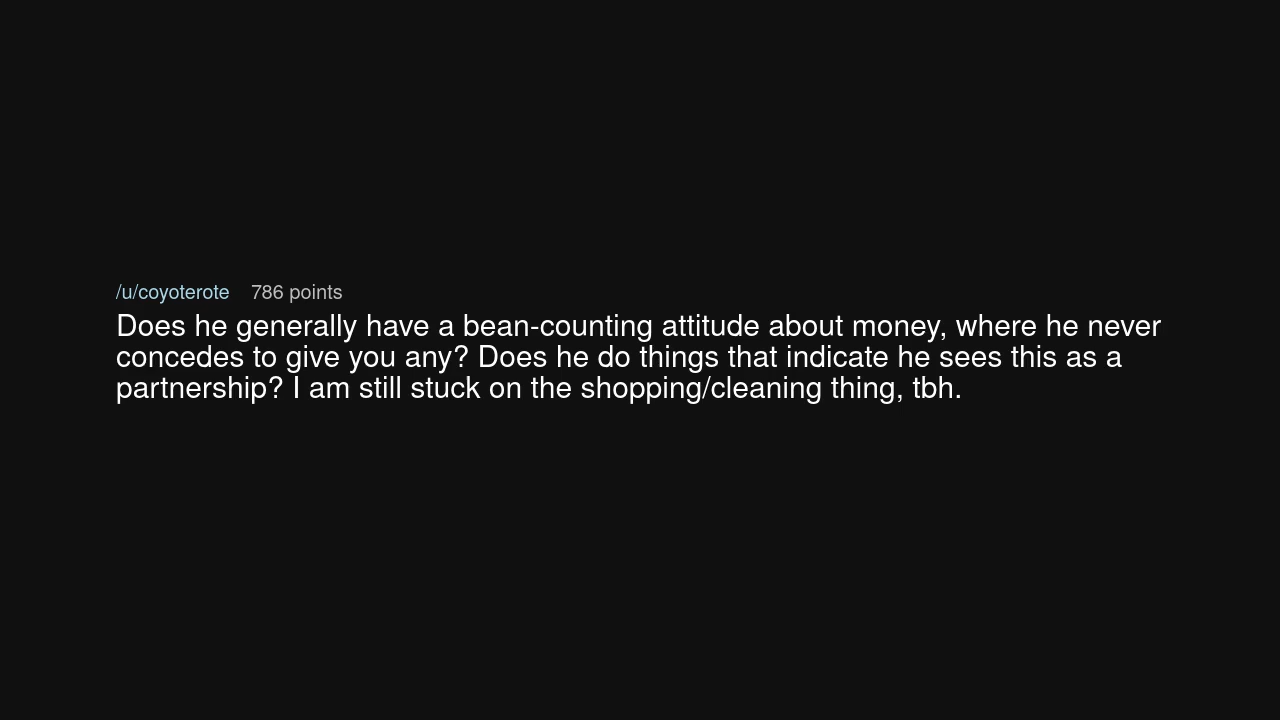 /u/coyoterote 786 points
Does he generally have a bean-counting attitude about money, where he never
concedes to give you any? Does he do things that indicate he sees this as a
partnership? I am still stuck on the shopping/cleaning thing, tbh.